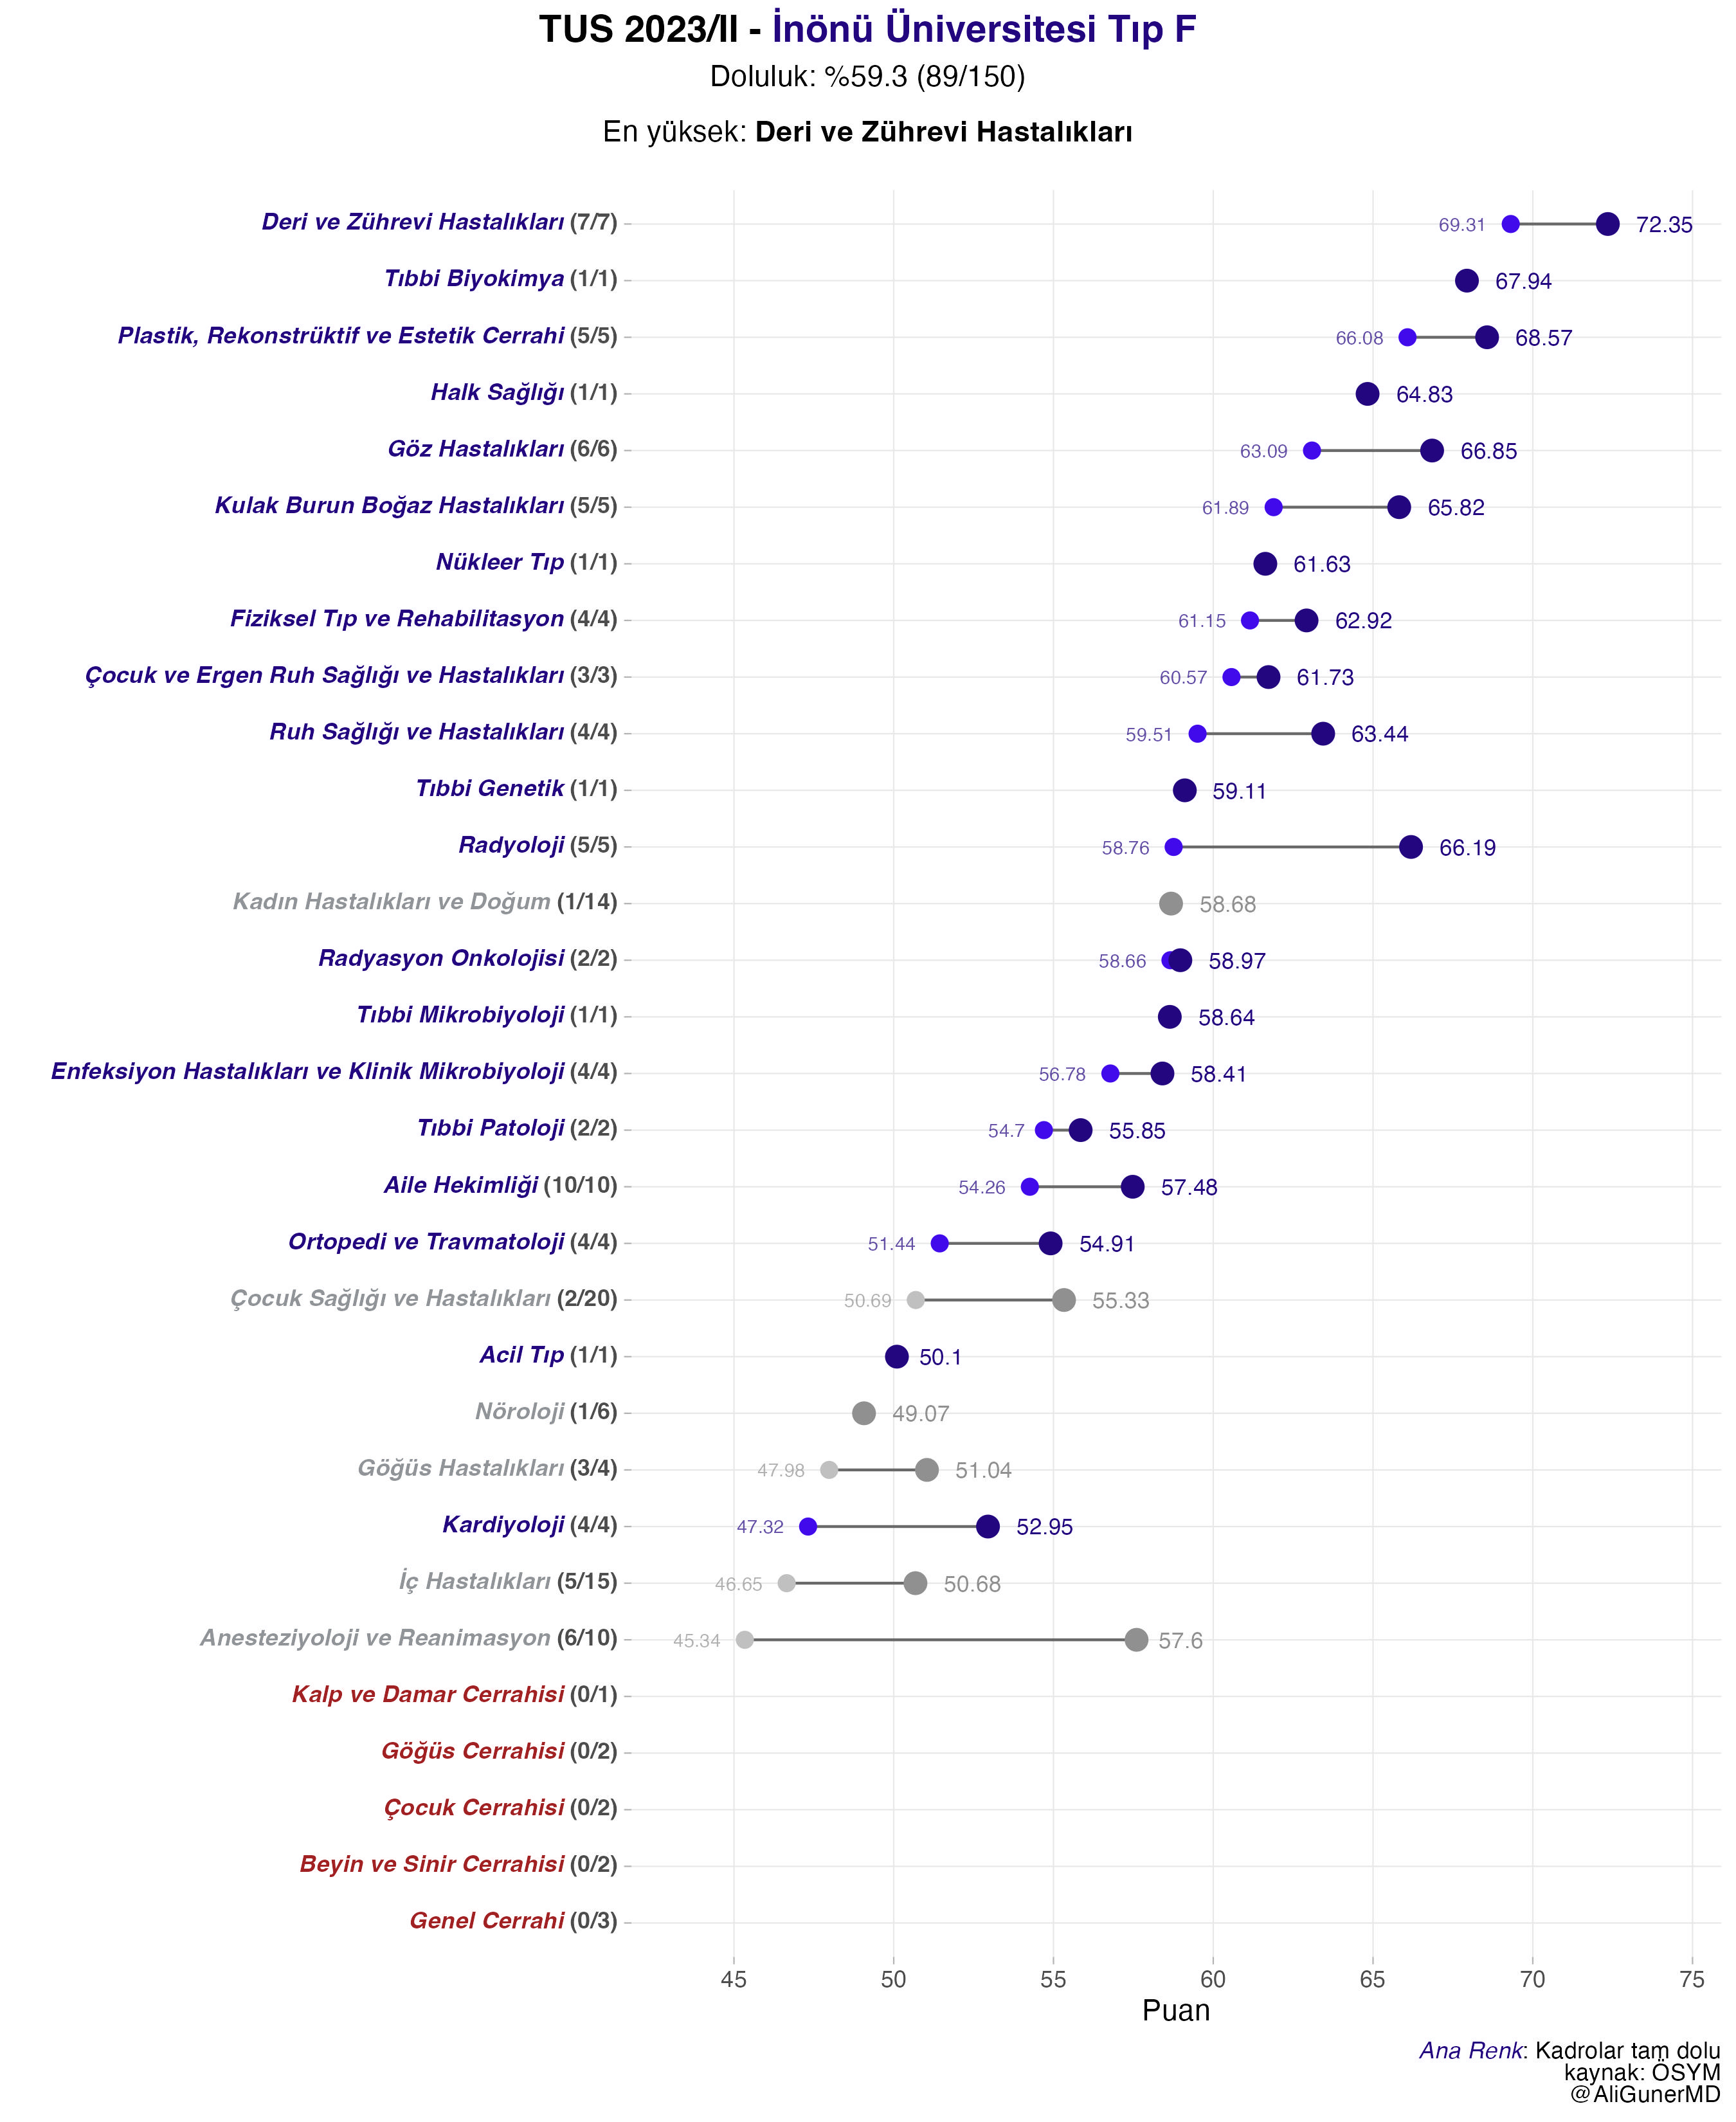 TUS 2023/II - İnönü Üniversitesi Tıp F
Doluluk: %59.3 (89/150)
En yüksek: Deri ve Zührevi Hastalıkları
Deri ve Zührevi Hastalıkları (7/7) 69.31 72.35
Tıbbi Biyokimya (1/1) 67.94
Plastik, Rekonstrüktif ve Estetik Cerrahi (5/5) 66.08 68.57
Halk Sağlığı (1/1) 64.83
Göz Hastalıkları (6/6) 63.09 66.85
Kulak Burun Boğaz Hastalıkları (5/5) 61.89 65.82
Nükleer Tıp (1/1) 61.63
Fiziksel Tıp ve Rehabilitasyon (4/4) 61.15 62.92
Çocuk ve Ergen Ruh Sağlığı ve Hastalıkları (3/3) 60.57 61.73
Ruh Sağlığı ve Hastalıkları (4/4) 59.51 63.44
Tıbbi Genetik (1/1) 59.11
Radyoloji (5/5) 58.76 66.19
Kadın Hastalıkları ve Doğum (1/14) 58.68
Radyasyon Onkolojisi (2/2) 58.66 58.97
Tıbbi Mikrobiyoloji (1/1) 58.64
Enfeksiyon Hastalıkları ve Klinik Mikrobiyoloji (4/4) 56.78 58.41
Tıbbi Patoloji (2/2) 54.7 55.85
Aile Hekimliği (10/10) 54.26 57.48
Ortopedi ve Travmatoloji (4/4) 51.44 54.91
Çocuk Sağlığı ve Hastalıkları (2/20) 50.69 55.33
Acil Tıp (1/1) 50.1
Nöroloji (1/6) 49.07
Göğüs Hastalıkları (3/4) 47.98 51.04
Kardiyoloji (4/4) 47.32 52.95
İç Hastalıkları (5/15) 46.65 50.68
Anesteziyoloji ve Reanimasyon (6/10) 45.34 57.6
Kalp ve Damar Cerrahisi (0/1)
Göğüs Cerrahisi (0/2)
Çocuk Cerrahisi (0/2)
Beyin ve Sinir Cerrahisi (0/2)
Genel Cerrahi (0/3)
45 50 55 60 65 70 75
Puan
Ana Renk: Kadrolar tam dolu
kaynak: ÖSYM
@AliGunerMD